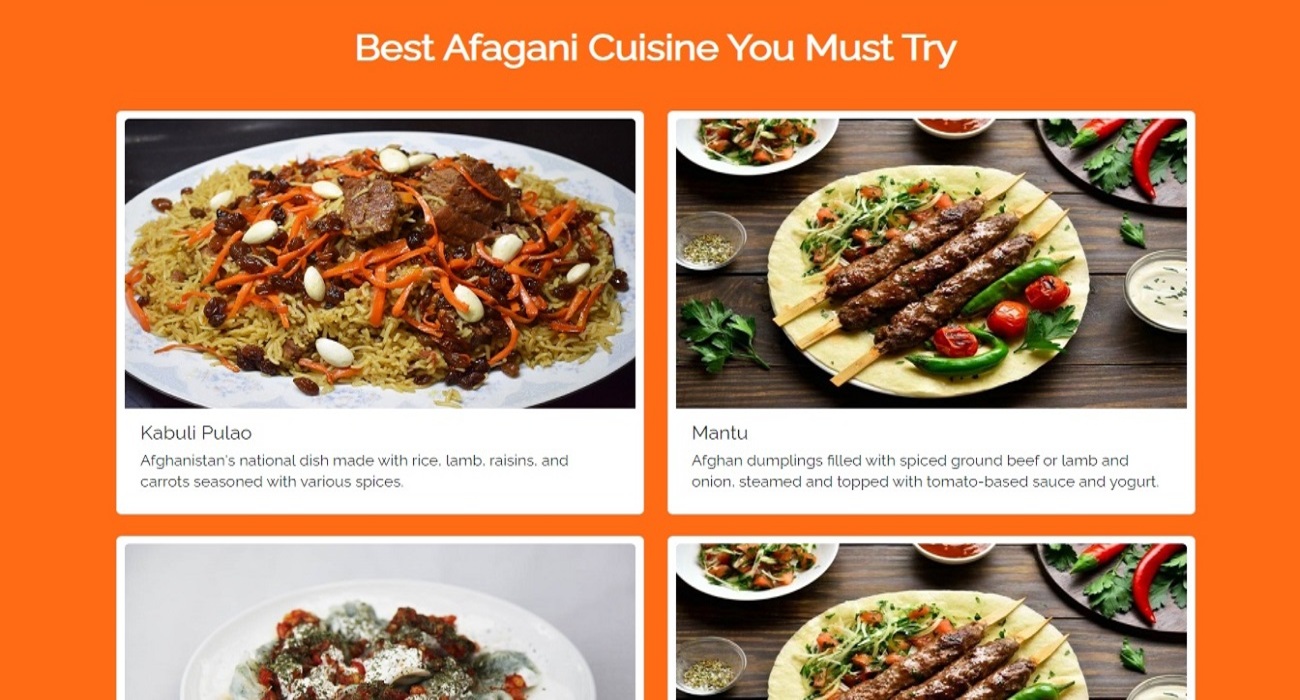 Best Afagani Cuisine You Must Try
Kabuli Pulao
Afghanistan's national dish made with rice, lamb, raisins, and
carrots seasoned with various spices.
Mantu
Afghan dumplings filled with spiced ground beef or lamb and
onion, steamed and topped with tomato-based sauce and yogurt.